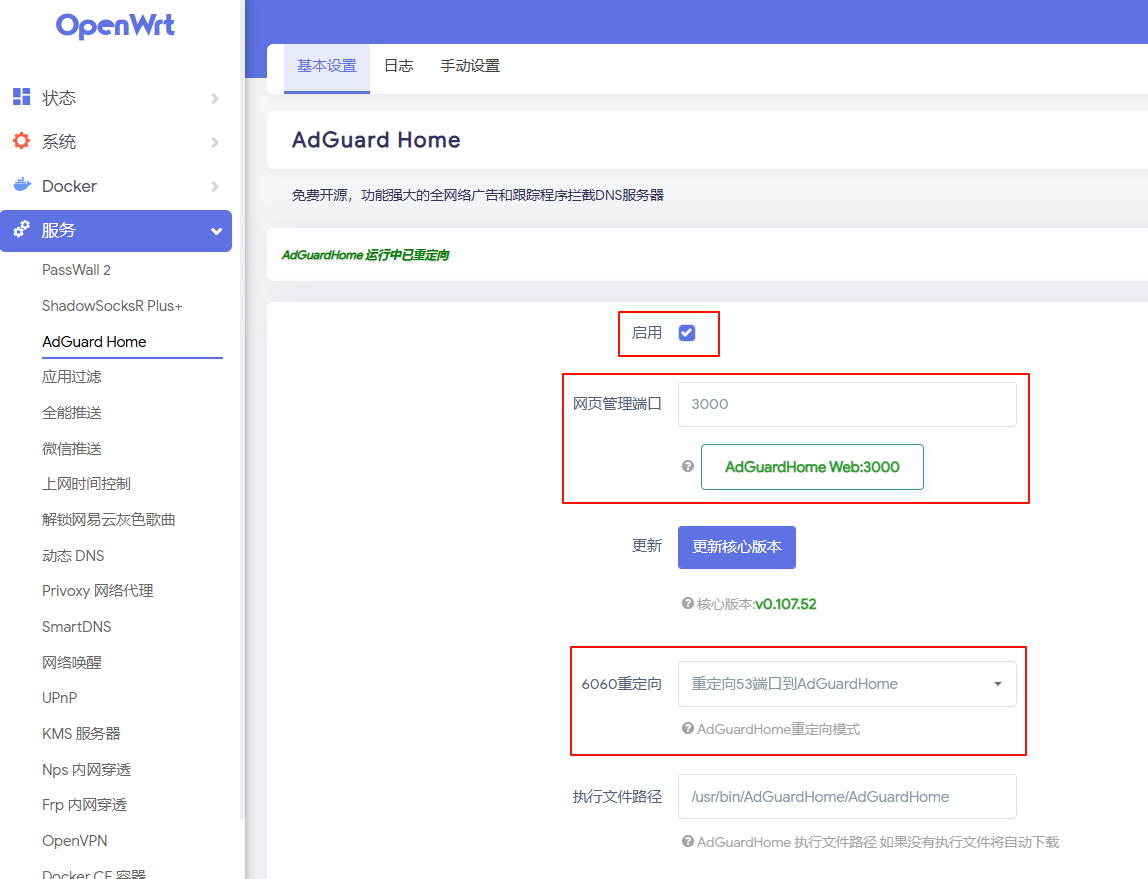 OpenWrt
状态
系统
Docker
服务
PassWall 2
ShadowSocksR Plus+
AdGuard Home
应用过滤
全能推送
微信推送
上网时间控制
解锁网易云灰色歌曲
动态 DNS
Privoxy 网络代理
SmartDNS
网络唤醒
UPnP
KMS 服务器
Nps 内网穿透
Frp 内网穿透
OpenVPN
Docker CE 容器
基本设置 日志 手动设置
AdGuard Home
免费开源，功能强大的全网络广告和跟踪程序拦截DNS服务器
AdGuardHome 运行中已重定向
启用
网页管理端口 3000
AdGuardHome Web:3000
更新 更新核心版本
核心版本:v0.107.52
6060重定向 重定向53端口到AdGuardHome
AdGuardHome重定向模式
执行文件路径 /usr/bin/AdGuardHome/AdGuardHome
AdGuardHome 执行文件路径 如果没有执行文件将自动下载